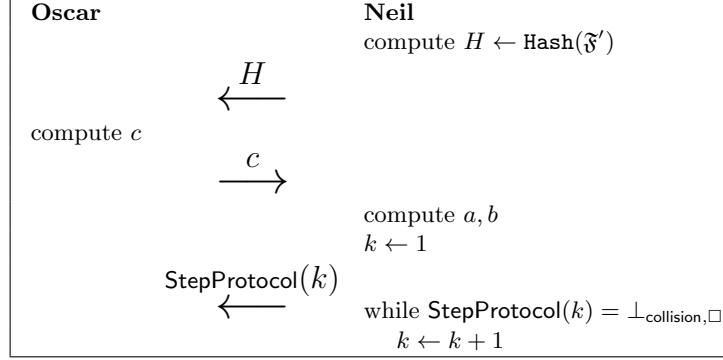 Oscar Neil
compute H ← Hash(𝔉′)
H
←
compute c
c
→
compute a, b
k ← 1
StepProtocol(k)
←
while StepProtocol(k) = ⊥collision,□
k ← k + 1